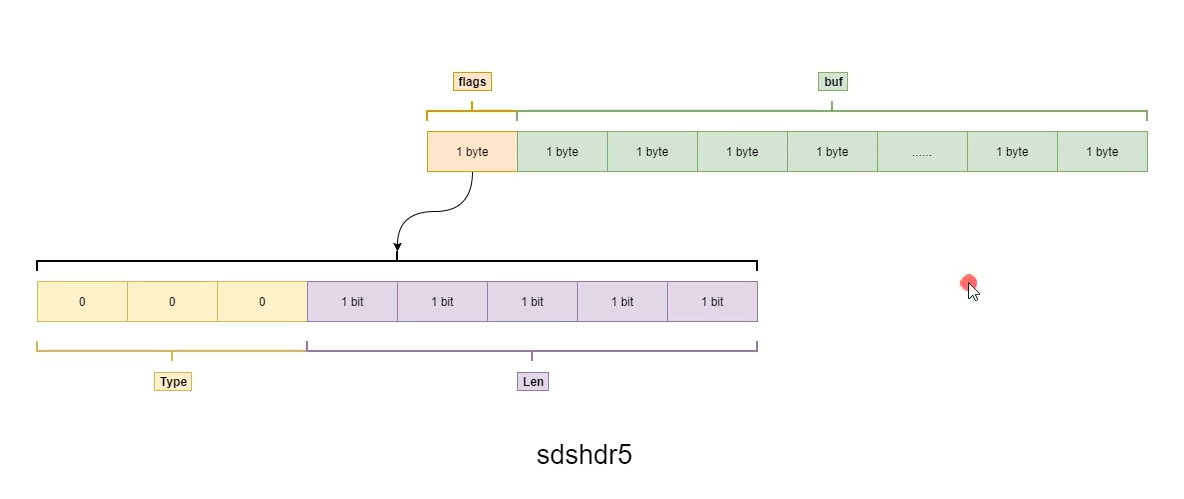 flags
buf
1 byte 1 byte 1 byte 1 byte 1 byte ...... 1 byte 1 byte
0 0 0 1 bit 1 bit 1 bit 1 bit 1 bit
Type
Len
sdshdr5